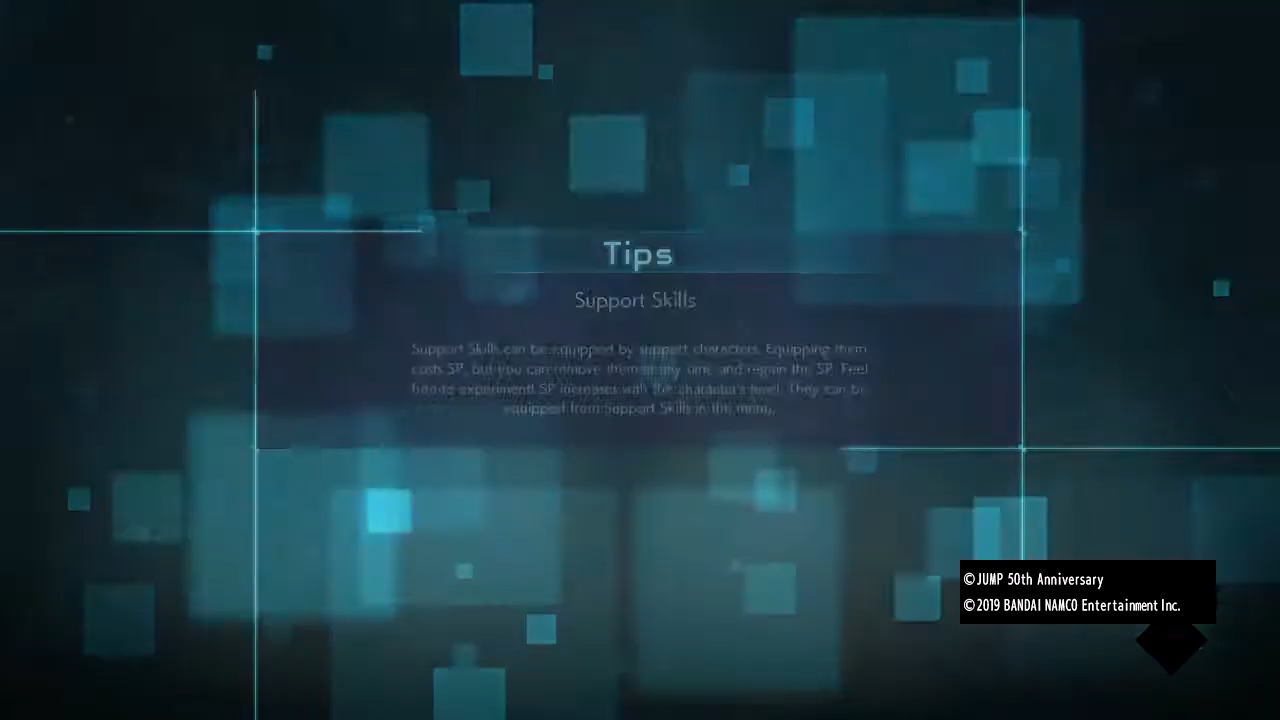 Tips
Support Skills
Support Skills can be equipped by support characters. Equipping them
costs SP, but you can remove them at any time and regain the SP. Feel
free to experiment! SP increases with the character's level. They can be
equipped from Support Skills in the menu.
©JUMP 50th Anniversary
©2019 BANDAI NAMCO Entertainment Inc.